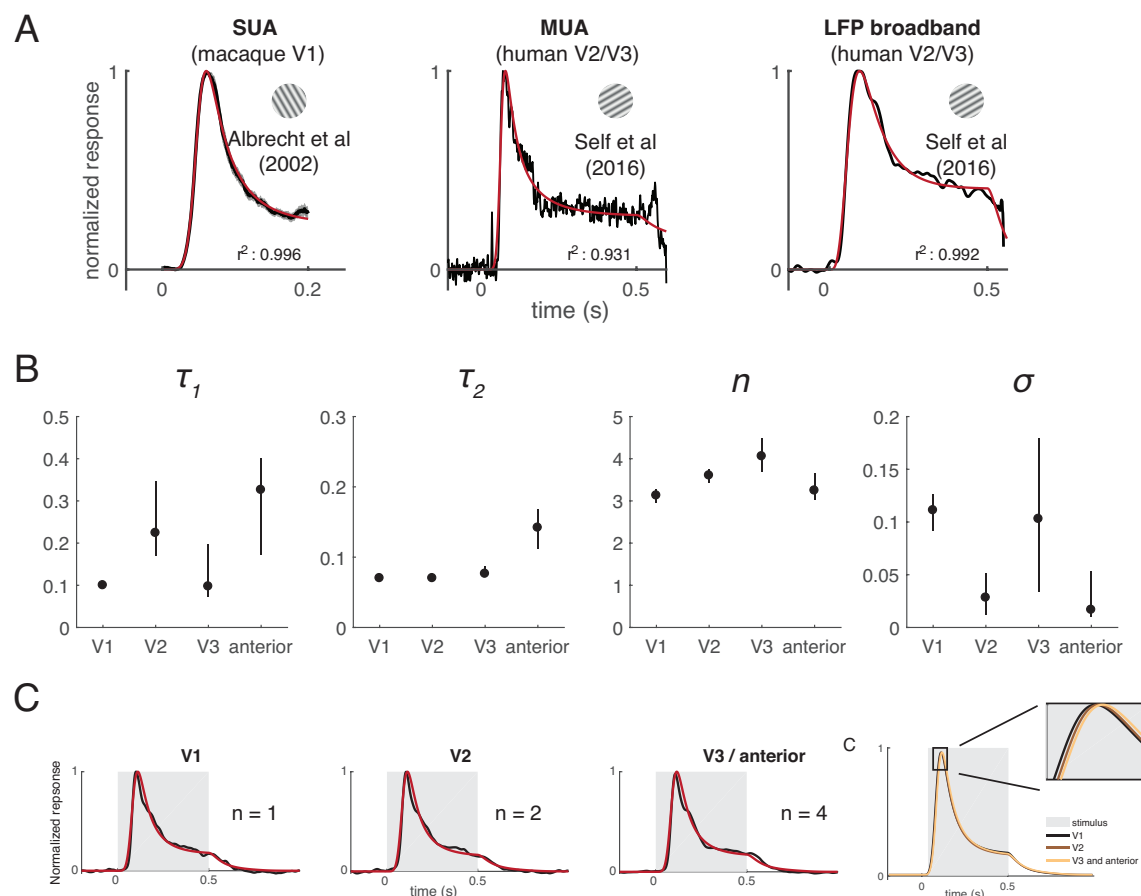 A
SUA
(macaque V1)
MUA
(human V2/V3)
LFP broadband
(human V2/V3)
normalized response
1
0
Albrecht et al
(2002)
r² : 0.996
0
0.2
1
0
Self et al
(2016)
r² : 0.931
0
0.5
time (s)
1
0
Self et al
(2016)
r² : 0.992
0
0.5
B
τ1
0.5
0.4
0.3
0.2
0.1
0
V1 V2 V3 anterior
τ2
0.3
0.2
0.1
0
V1 V2 V3 anterior
n
5
4
3
2
1
0
V1 V2 V3 anterior
σ
0.2
0.15
0.1
0.05
0
V1 V2 V3 anterior
C
Normalized repsonse
V1
1
0
n = 1
0 0.5
V2
1
0
n = 2
0 0.5
time (s)
V3 / anterior
1
0
n = 4
0 0.5
C
1
0
0 0.5
time (s)
stimulus
V1
V2
V3 and anterior